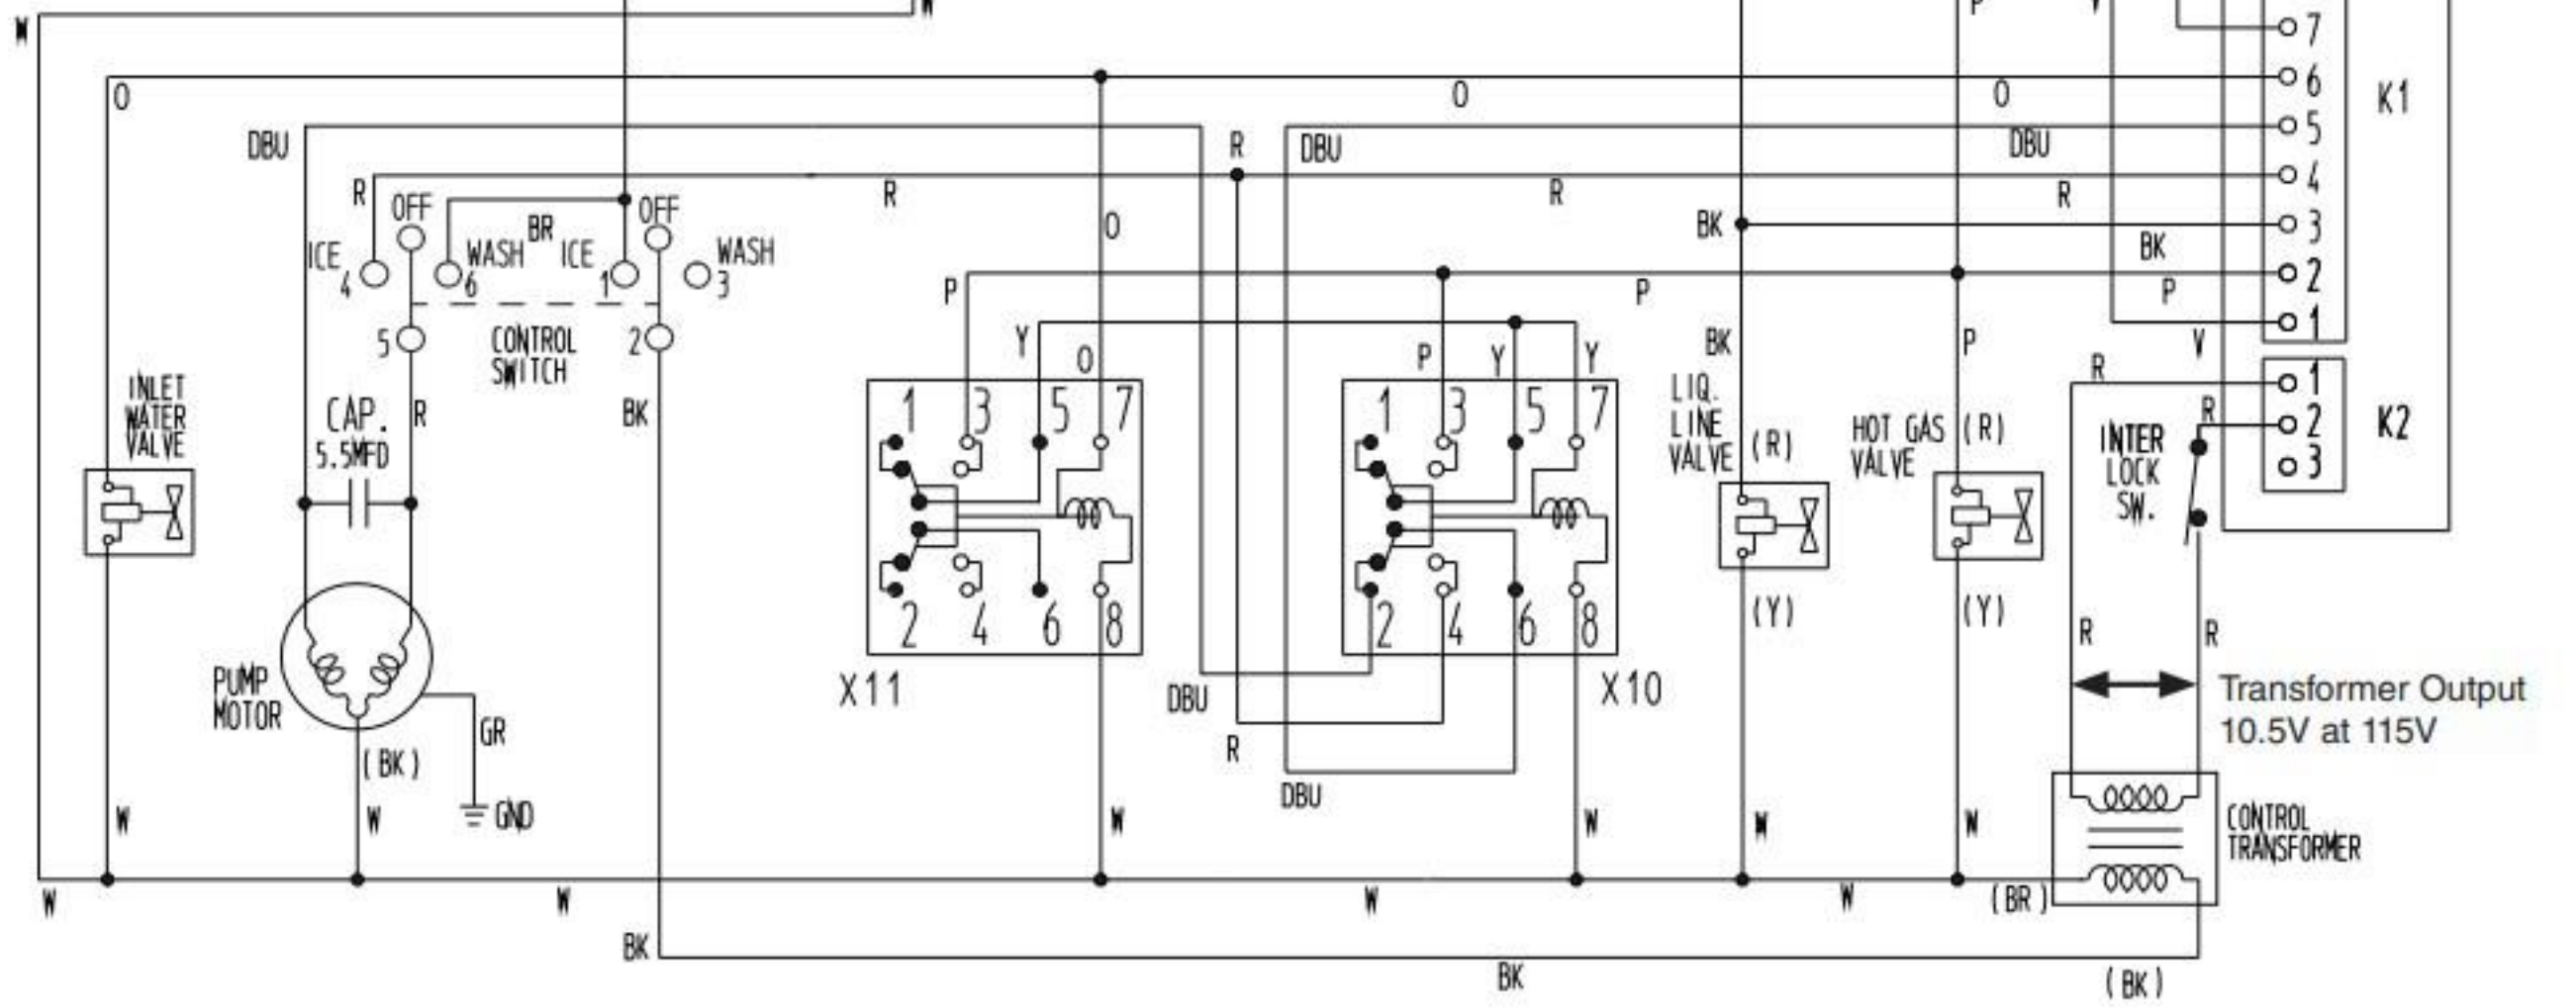 W
W
P
V
7
O
O
O
6
K1
DBU
R
DBU
DBU
5
R
OFF
R
OFF
R
R
4
BR
O
BK
3
ICE
WASH
ICE
WASH
BK
4
6
1
3
P
P
P
2
5
CONTROL
SWITCH
2
Y
O
P
Y
Y
BK
P
V
1
INLET
WATER
VALVE
CAP.
5.5MFD
R
BK
1
3
5
7
1
3
5
7
LIQ.
LINE
VALVE
(R)
HOT GAS
VALVE
(R)
R
1
INTER
LOCK
SW.
R
2
3
K2
2
4
6
8
2
4
6
8
(Y)
(Y)
R
R
PUMP
MOTOR
GR
X11
DBU
X10
Transformer Output
10.5V at 115V
R
(BK)
DBU
W
W
GND
W
W
W
W
CONTROL
TRANSFORMER
W
W
W
W
(BR)
BK
BK
(BK)